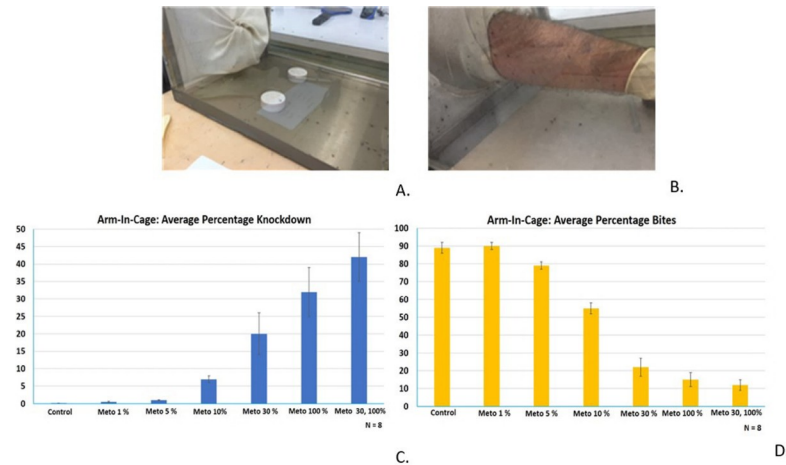 A.
B.
Arm-In-Cage: Average Percentage Knockdown
50
45
40
35
30
25
20
15
10
5
0
Control Meto 1 % Meto 5 % Meto 10% Meto 30 % Meto 100 % Meto 30, 100%
N = 8
C.
Arm-In-Cage: Average Percentage Bites
100
90
80
70
60
50
40
30
20
10
0
Control Meto 1 % Meto 5 % Meto 10 % Meto 30 % Meto 100 % Meto 30, 100%
N = 8
D